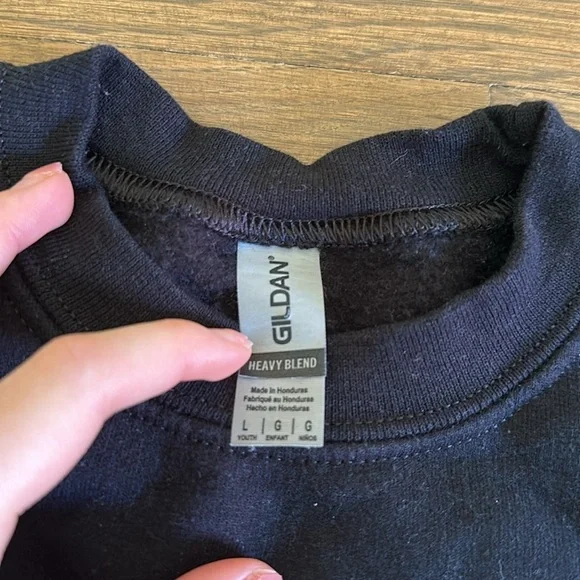 GILDAN®
HEAVY BLEND
Made in Honduras
Fabriqué au Honduras
Hecho en Honduras
L | G | G
YOUTH ENFANT NIÑOS